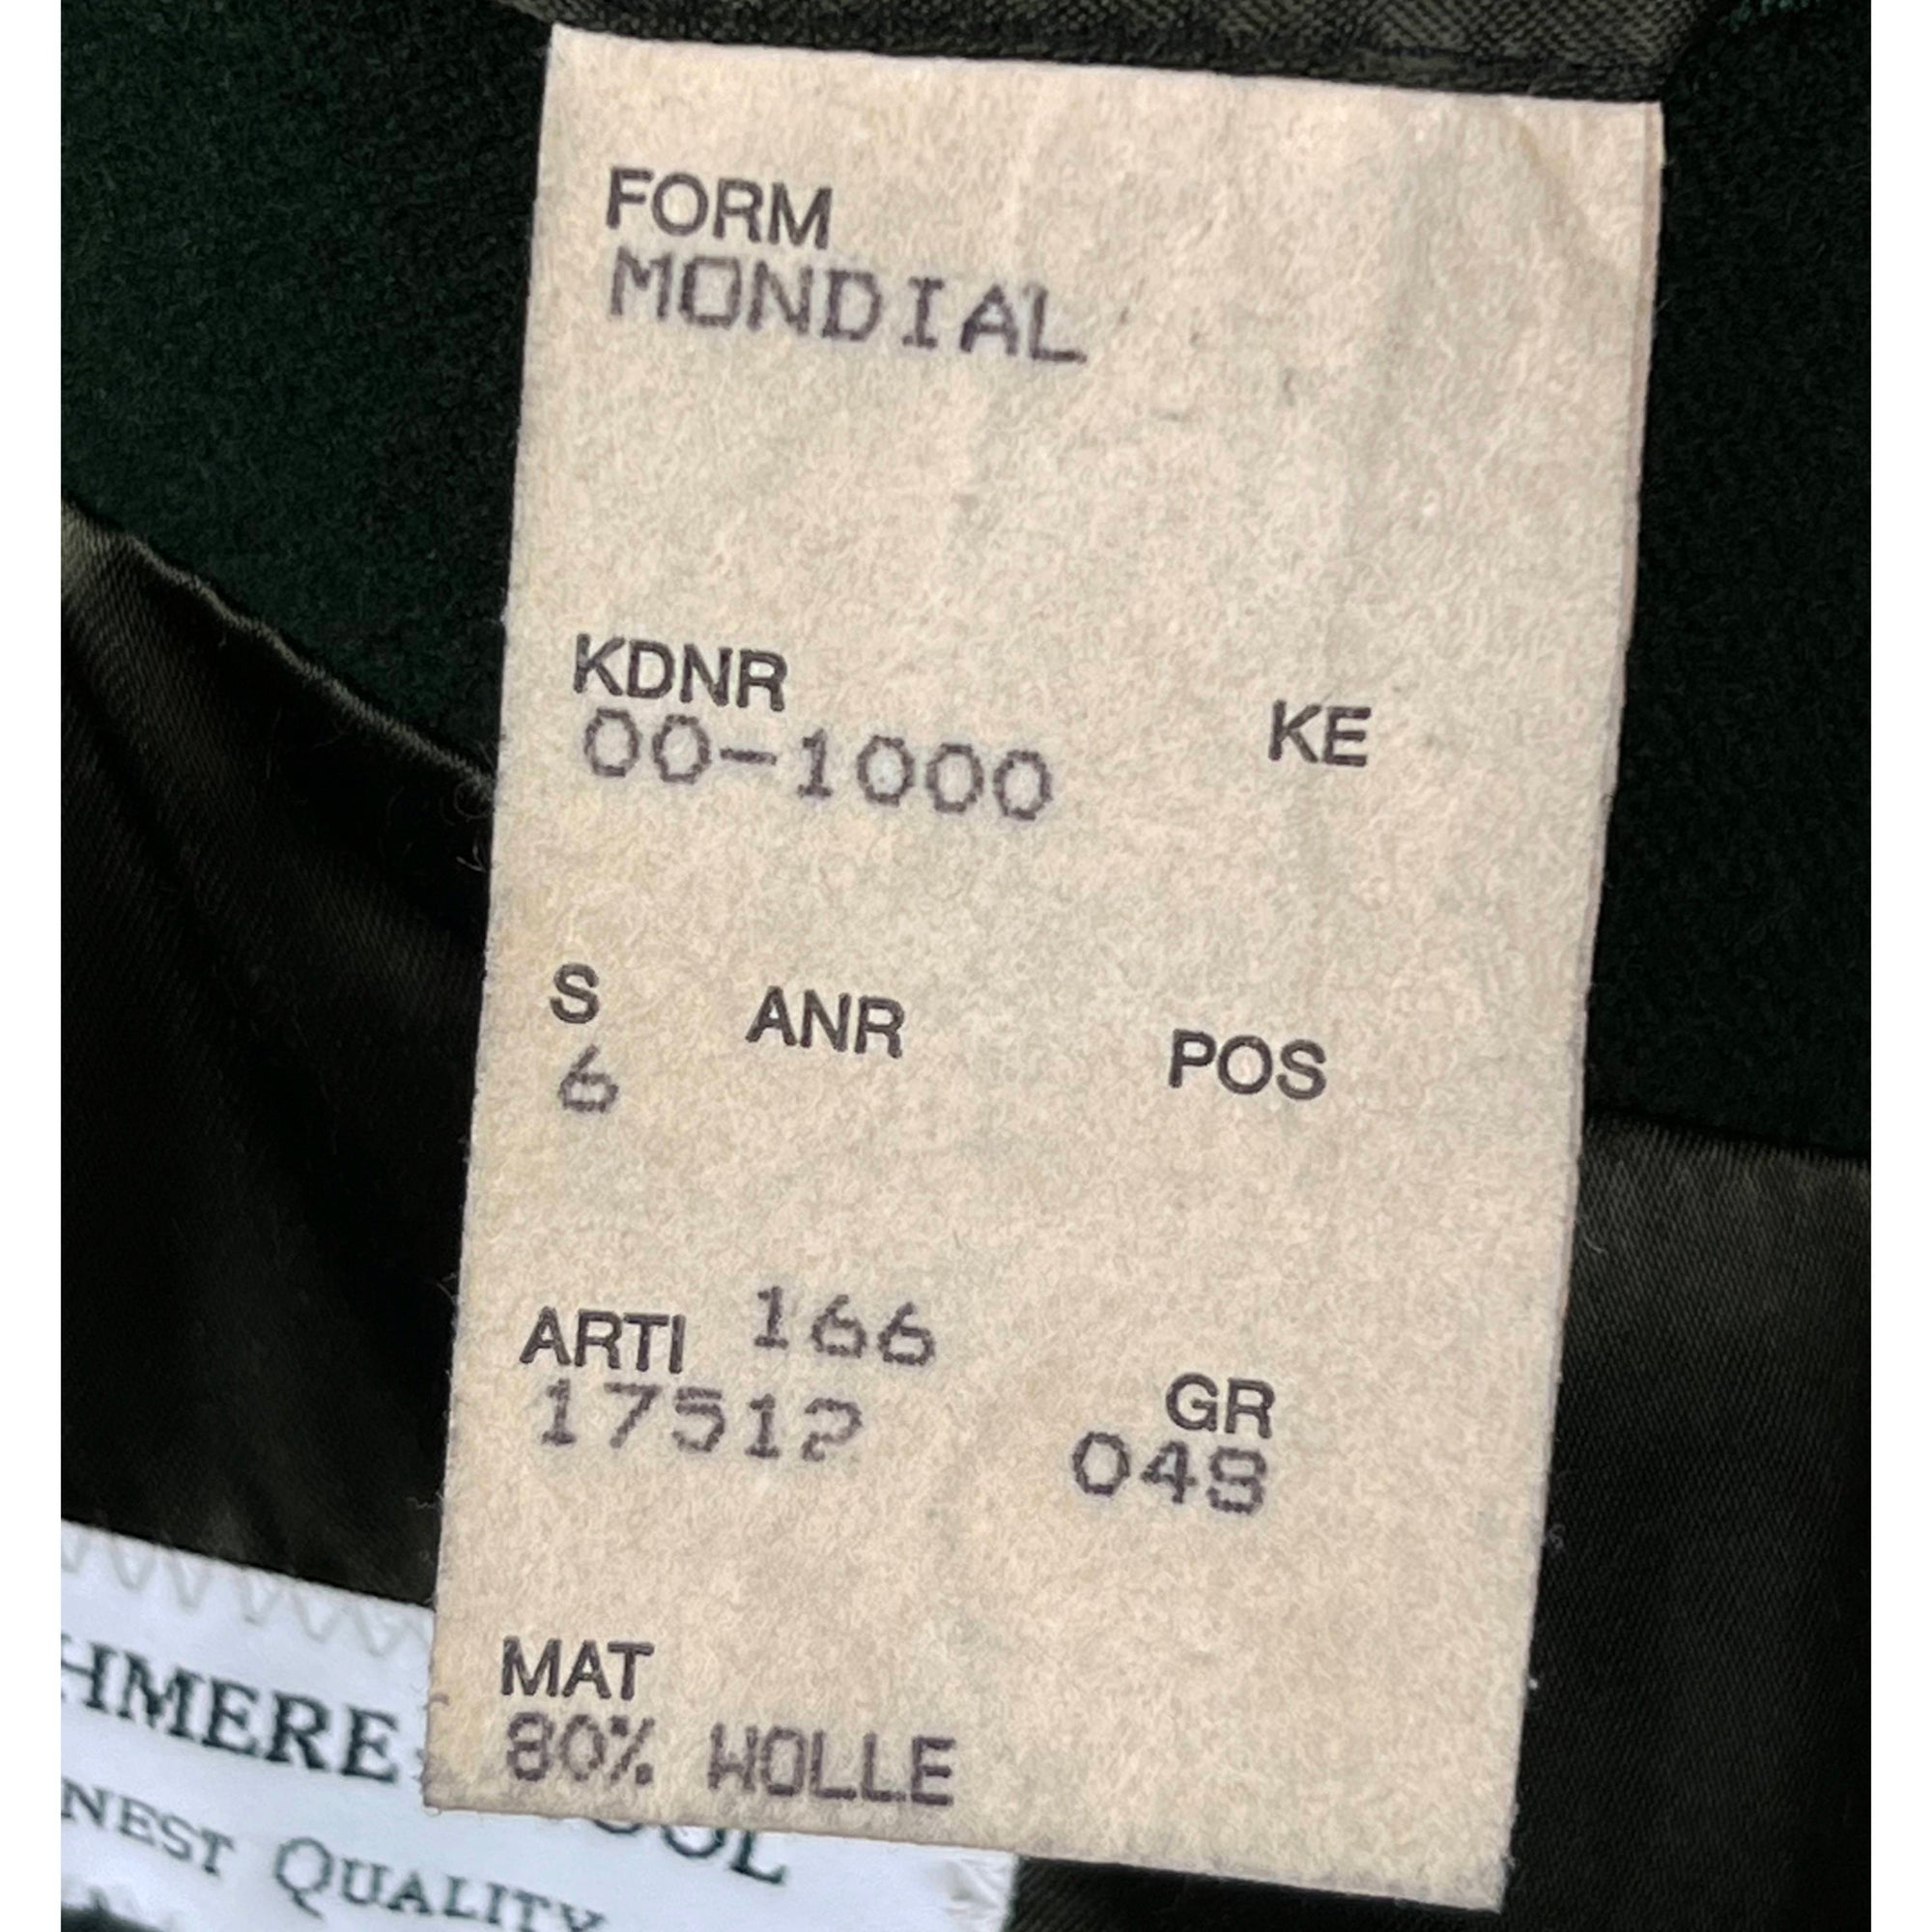 FORM
MONDIAL
KDNR KE
00-1000
S ANR POS
6
ARTI 166 GR
17512 048
MAT
80% WOLLE
HMERE
OOL
NEST QUALITY